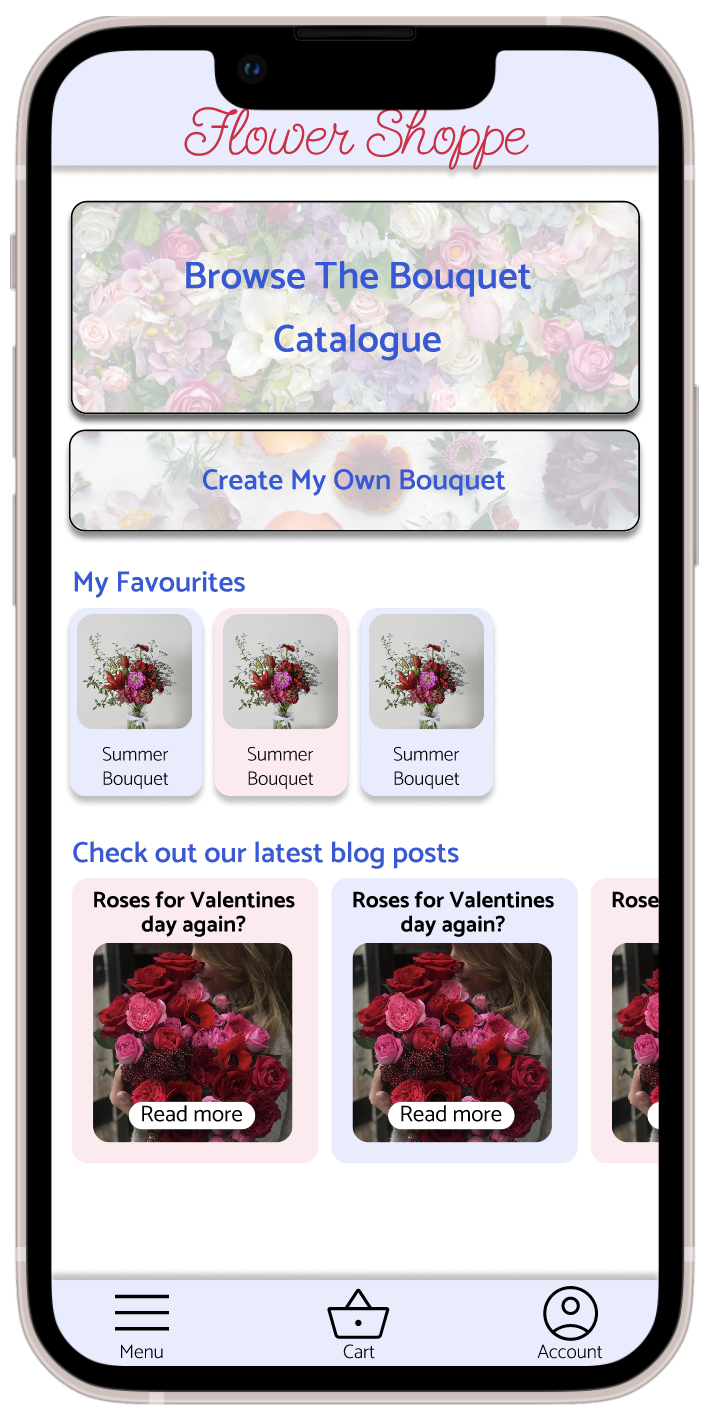 Flower Shoppe
Browse The Bouquet
Catalogue
Create My Own Bouquet
My Favourites
Summer
Bouquet
Summer
Bouquet
Summer
Bouquet
Check out our latest blog posts
Roses for Valentines
day again?
Read more
Roses for Valentines
day again?
Read more
Rose
Menu
Cart
Account